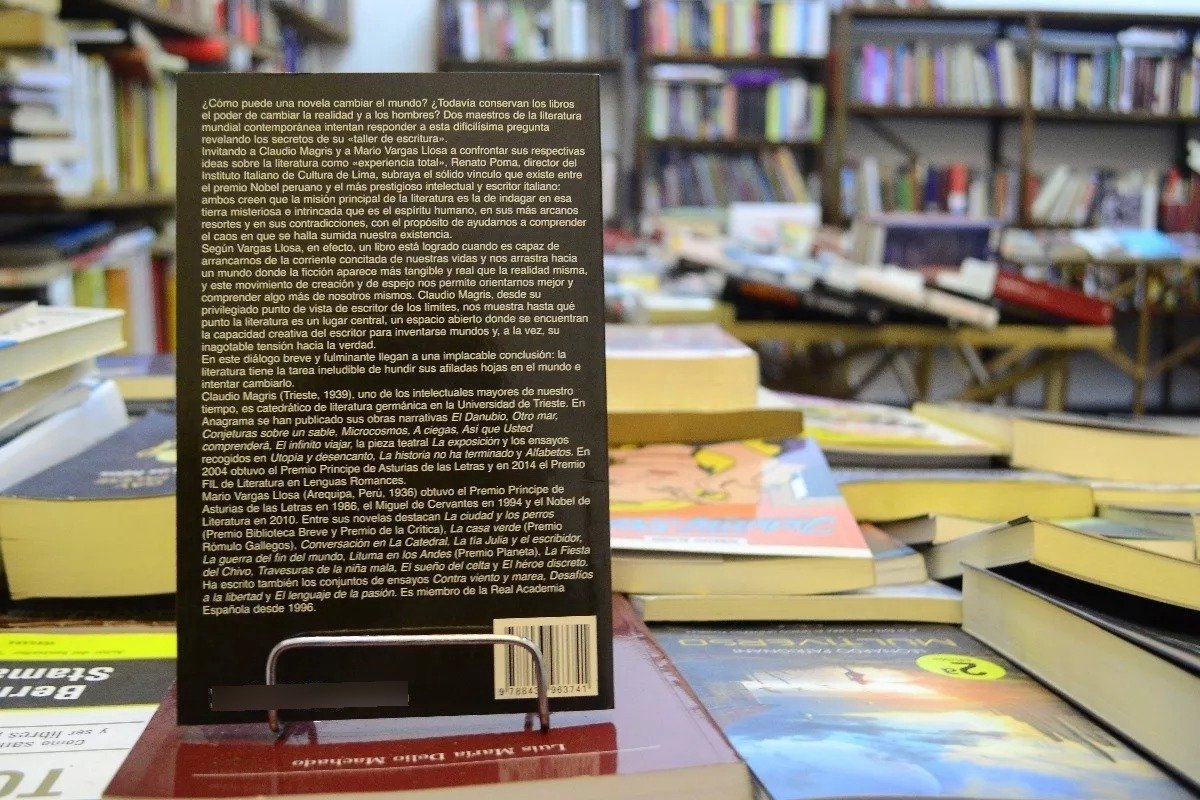 ¿Cómo puede una novela cambiar el mundo? ¿Todavía conservan los libros
el poder de cambiar la realidad y a los hombres? Dos maestros de la literatura
mundial contemporánea intentan responder a esta dificilísima pregunta
revelando los secretos de su «taller de escritura».
Invitando a Claudio Magris y a Mario Vargas Llosa a confrontar sus respectivas
ideas sobre la literatura como «experiencia total», Renato Poma, director del
Instituto Italiano de Cultura de Lima, subraya el sólido vínculo que existe entre
el premio Nobel peruano y el más prestigioso intelectual y escritor italiano:
ambos creen que la misión principal de la literatura es la de indagar en esa
tierra misteriosa e intrincada que es el espíritu humano, en sus más arcanos
resortes y en sus contradicciones, con el propósito de ayudarnos a comprender
el caos en que se halla sumida nuestra existencia.
Según Vargas Llosa, en efecto, un libro está logrado cuando es capaz de
arrancarnos de la corriente concitada de nuestras vidas y nos arrastra hacia
un mundo donde la ficción aparece más tangible y real que la realidad misma,
y este movimiento de creación y de espejo nos permite orientarnos mejor y
comprender algo más de nosotros mismos. Claudio Magris, desde su
privilegiado punto de vista de escritor de los límites, nos muestra hasta qué
punto la literatura es un lugar central, un espacio abierto donde se encuentran
la capacidad creativa del escritor para inventarse mundos y, a la vez, su
inagotable tensión hacia la verdad.
En este diálogo breve y fulminante llegan a una implacable conclusión: la
literatura tiene la tarea ineludible de hundir sus afiladas hojas en el mundo e
intentar cambiarlo.
Claudio Magris (Trieste, 1939), uno de los intelectuales mayores de nuestro
tiempo, es catedrático de literatura germánica en la Universidad de Trieste. En
Anagrama se han publicado sus obras narrativas El Danubio, Otro mar,
Conjeturas sobre un sable, Microcosmos, A ciegas, Así que Usted
comprenderá, El infinito viajar, la pieza teatral La exposición y los ensayos
recogidos en Utopía y desencanto, La historia no ha terminado y Alfabetos. En
2004 obtuvo el Premio Príncipe de Asturias de las Letras y en 2014 el Premio
FIL de Literatura en Lenguas Romances.
Mario Vargas Llosa (Arequipa, Perú, 1936) obtuvo el Premio Príncipe de
Asturias de las Letras en 1986, el Miguel de Cervantes en 1994 y el Nobel de
Literatura en 2010. Entre sus novelas destacan La ciudad y los perros
(Premio Biblioteca Breve y Premio de la Crítica), La casa verde (Premio
Rómulo Gallegos), Conversación en La Catedral, La tía Julia y el escribidor,
La guerra del fin del mundo, Lituma en los Andes (Premio Planeta), La Fiesta
del Chivo, Travesuras de la niña mala, El sueño del celta y El héroe discreto.
Ha escrito también los conjuntos de ensayos Contra viento y marea, Desafíos
a la libertad y El lenguaje de la pasión. Es miembro de la Real Academia
Española desde 1996.
9 788433 963741
Luis María Delio Machado
Bern
Stama
y ser libres
TO
MULTIVERSO